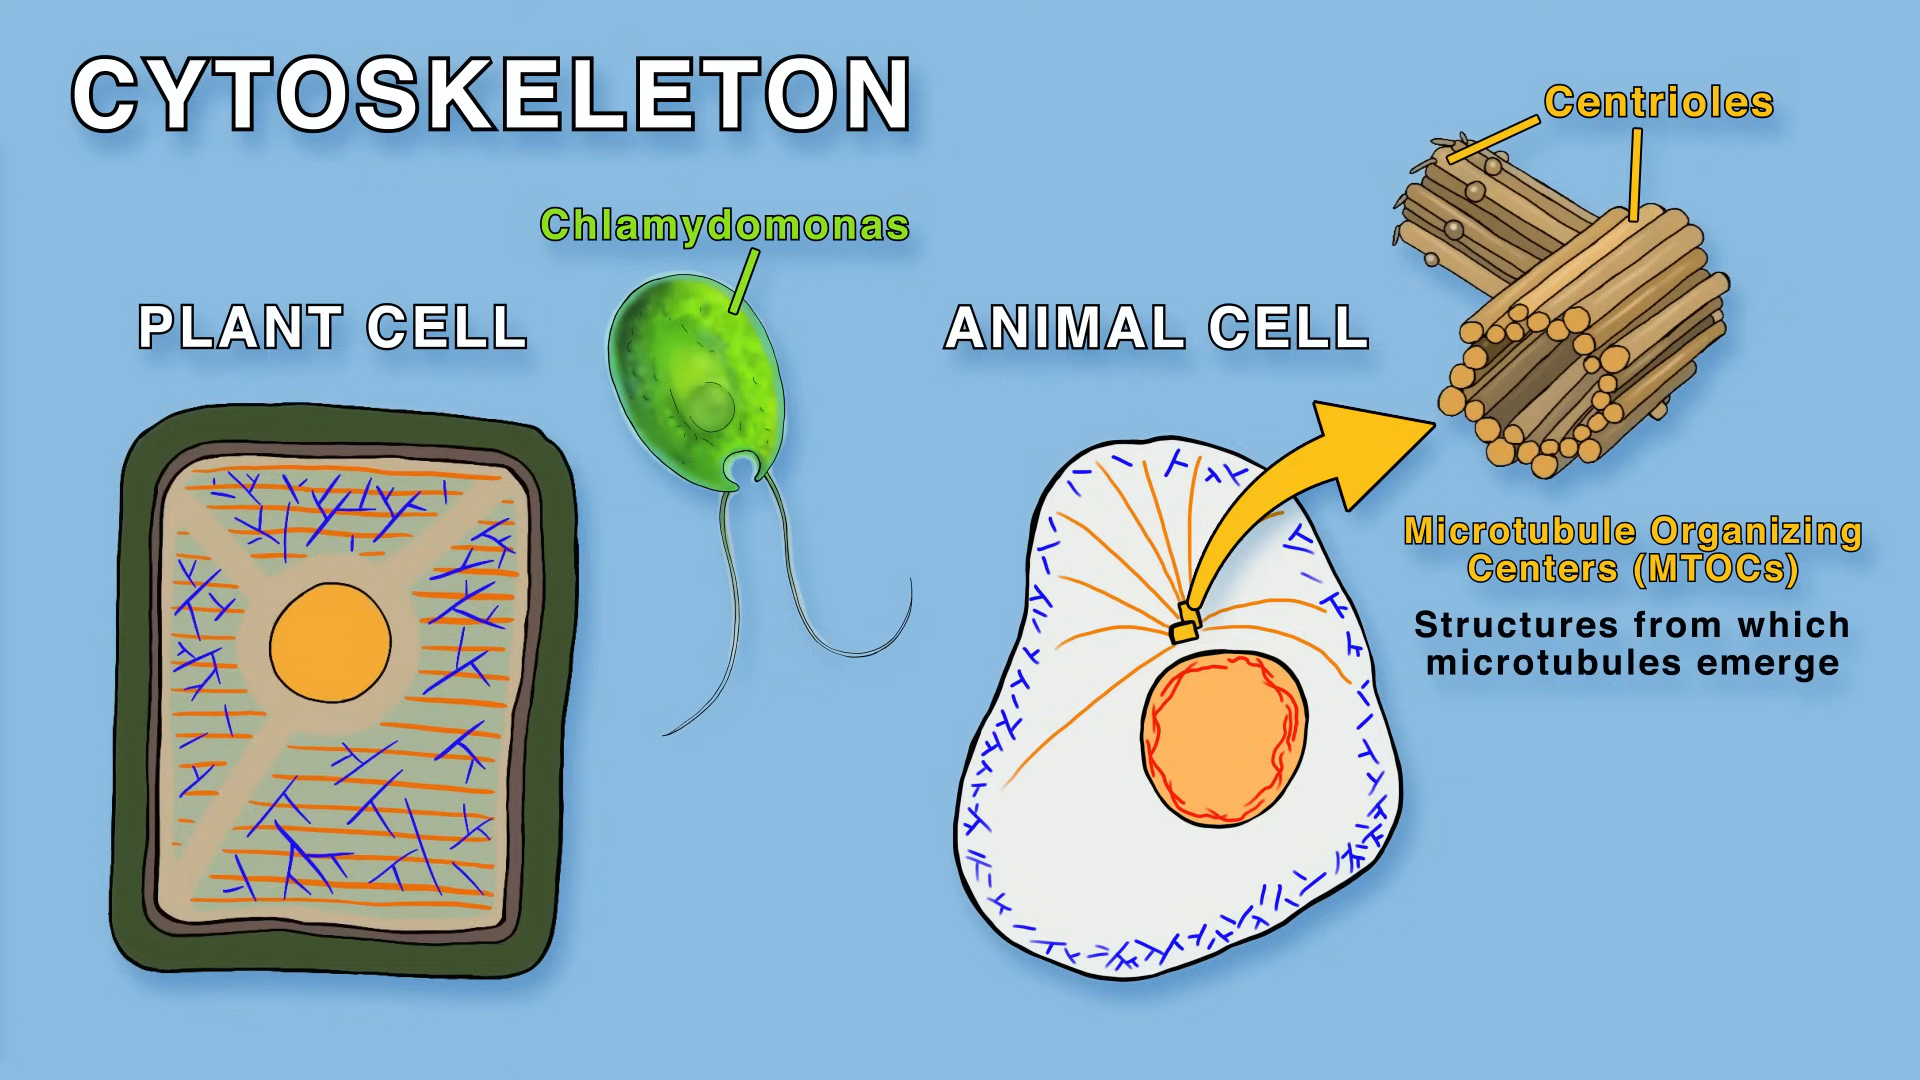 CYTOSKELETON
Centrioles
Chlamydomonas
PLANT CELL
ANIMAL CELL
Microtubule Organizing
Centers (MTOCs)
Structures from which
microtubules emerge